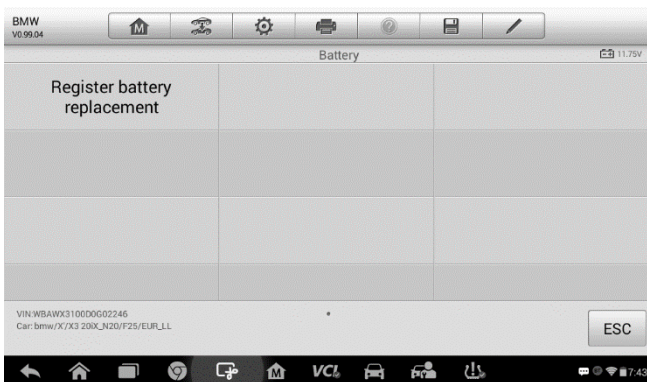 BMW
V0.99.04
M
Battery
11.75V
Register battery
replacement
VIN:WBAWX3100D0G02246
Car: bmw/X'/X3 20iX_N20/F25/EUR_LL
ESC
M
VCI
7:43